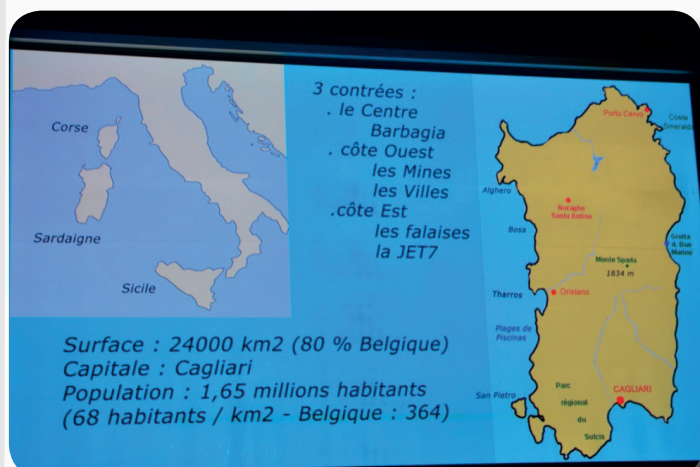 Corse
Sardaigne
Sicile
3 contrées :
. le Centre
Barbagia
. côte Ouest
les Mines
les Villes
.côte Est
les falaises
la JET7
Surface : 24000 km2 (80 % Belgique)
Capitale : Cagliari
Population : 1,65 millions habitants
(68 habitants / km2 - Belgique : 364)
Porto Cervo
Costa
Smeralda
Alghero
Nuraghe
Santu Antine
Bosa
Grotta
d. Bue
Marino
Monte Spada
1834 m
Tharros
Oristano
Plages de
Piscinas
San Pietro
Parc
régional
du
Sulcis
CAGLIARI